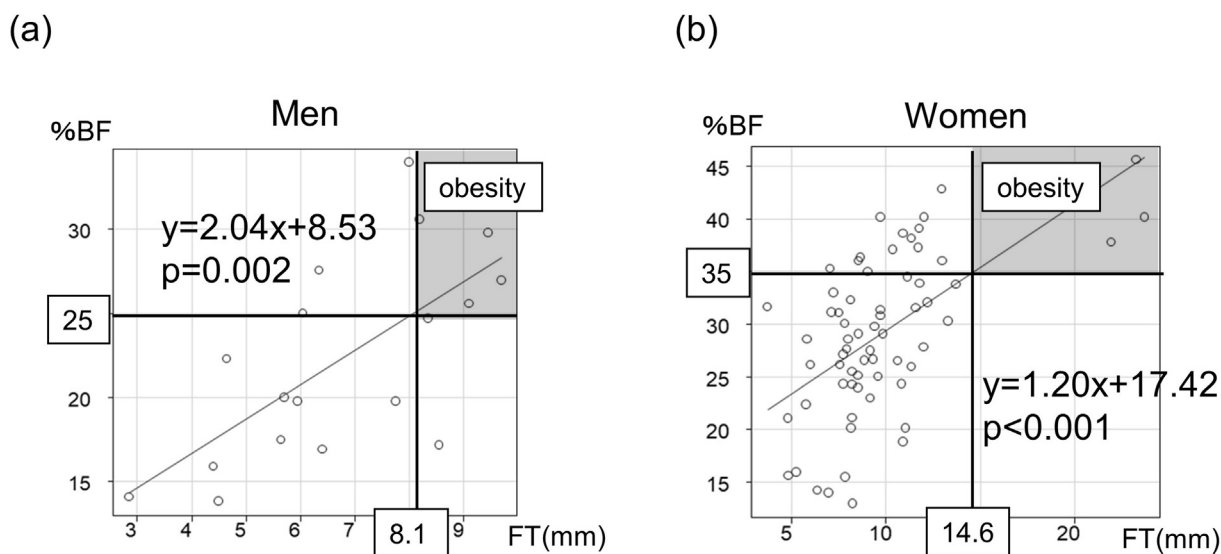 (a)
Men
%BF
obesity
y=2.04x+8.53
p=0.002
30
25
20
15
3 4 5 6 7 8.1 9 FT(mm)
(b)
Women
%BF
obesity
45
40
35
30
25
20
15
y=1.20x+17.42
p<0.001
5 10 14.6 20 FT(mm)